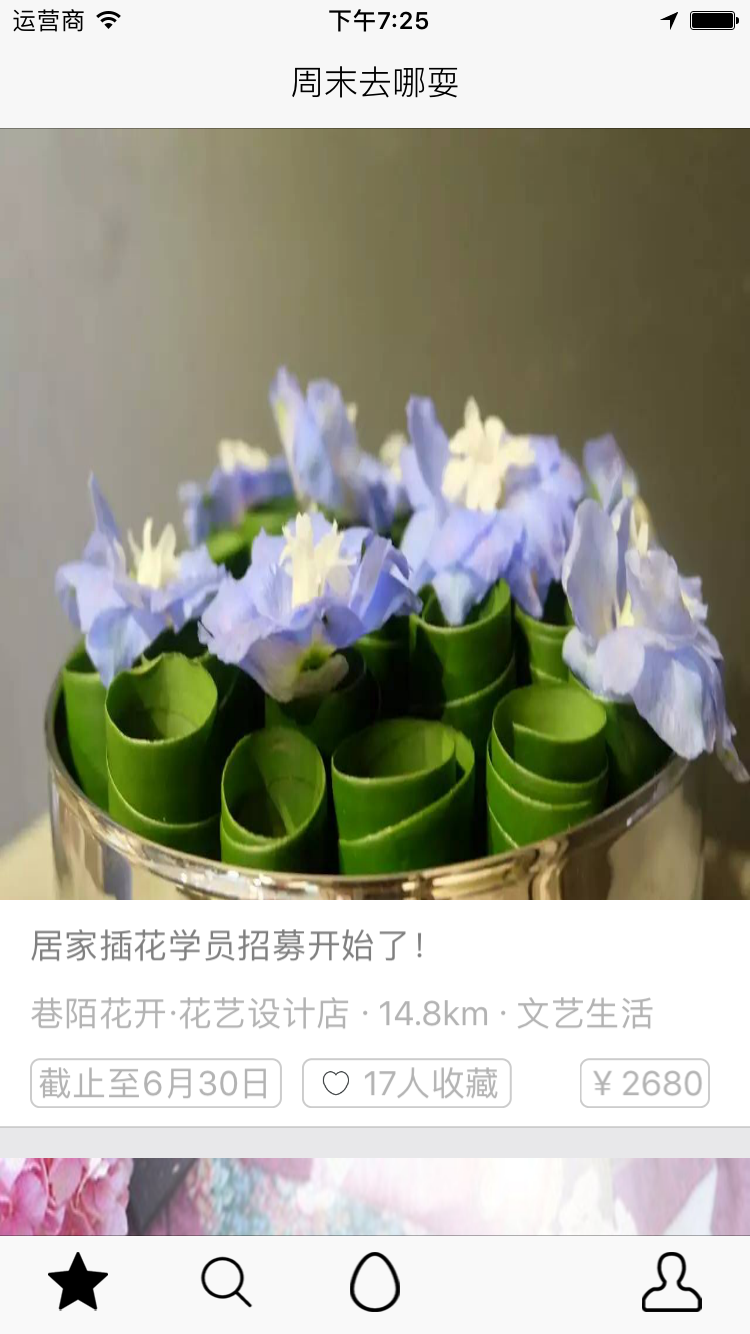 运营商 下午7:25
周末去哪耍
居家插花学员招募开始了！
巷陌花开·花艺设计店 · 14.8km · 文艺生活
截止至6月30日 17人收藏 ¥ 2680